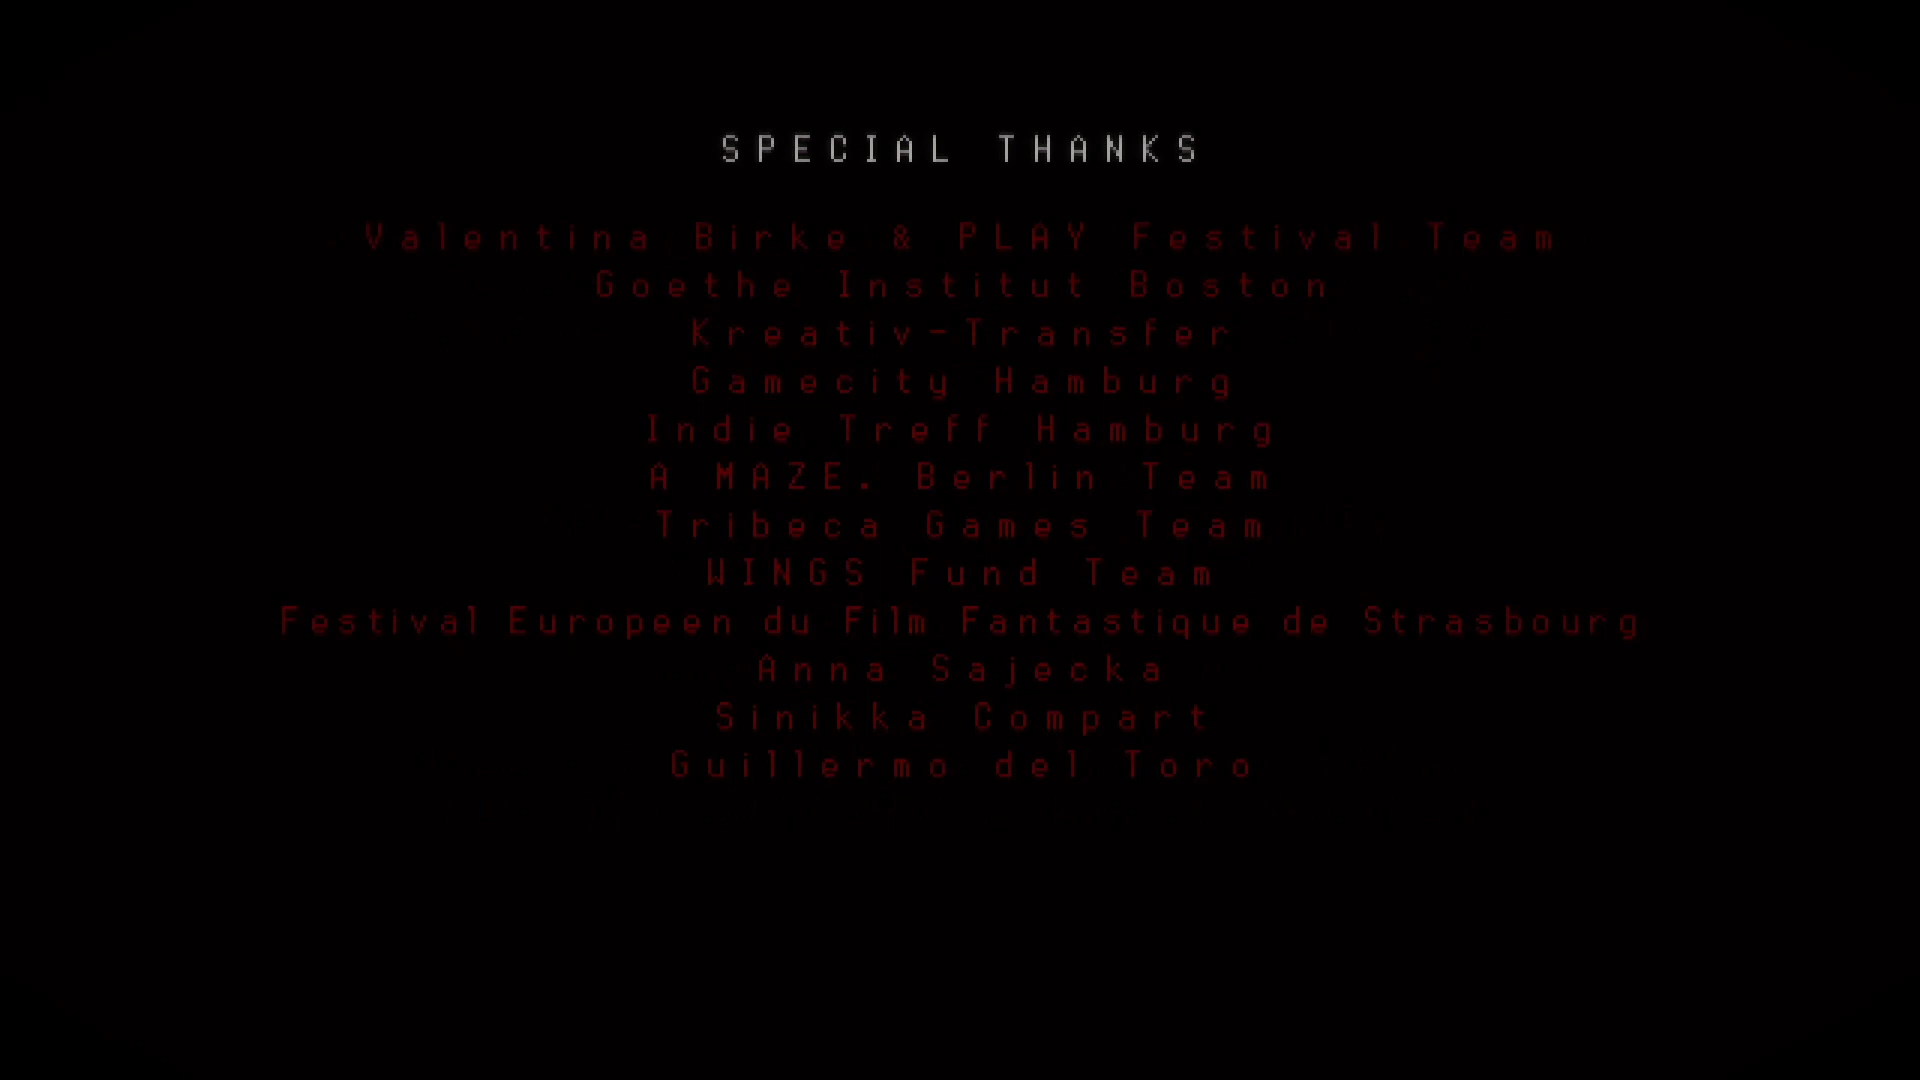 SPECIAL THANKS
Valentina Birke & PLAY Festival Team
Goethe Institut Boston
Kreativ-Transfer
Gamecity Hamburg
Indie Treff Hamburg
A MAZE. Berlin Team
Tribeca Games Team
WINGS Fund Team
Festival Europeen du Film Fantastique de Strasbourg
Anna Sajecka
Sinikka Compart
Guillermo del Toro